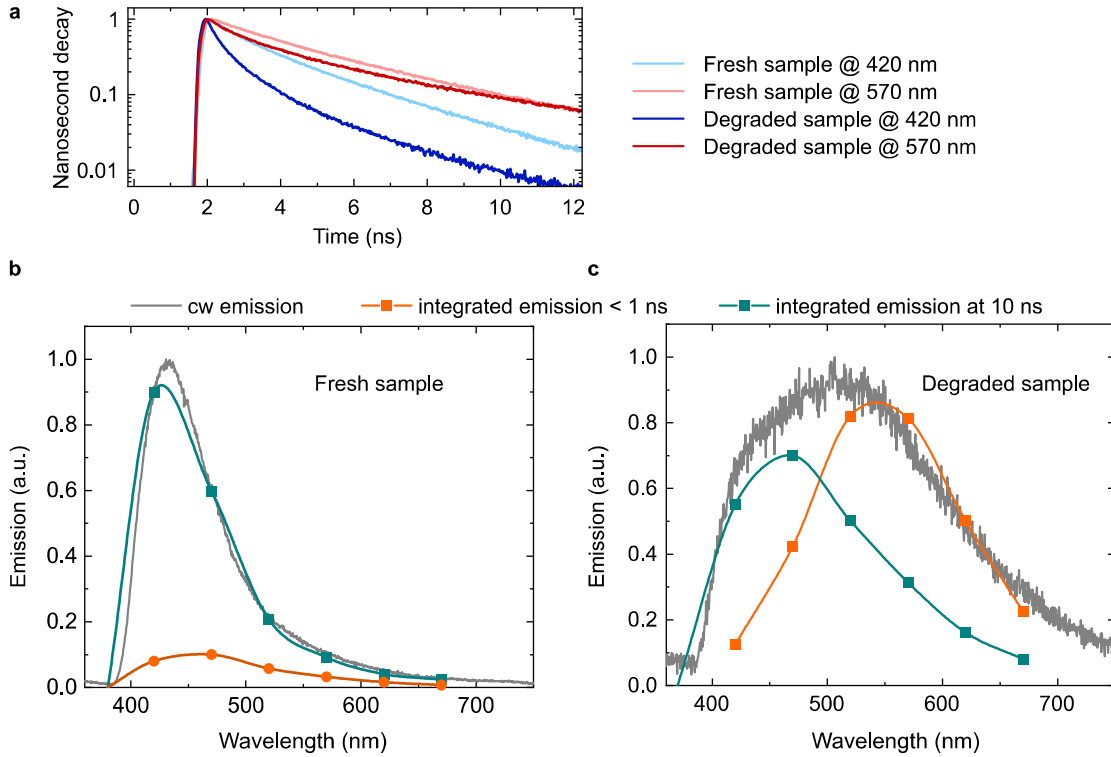 a
Nanosecond decay
1
0.1
0.01
0 2 4 6 8 10 12
Time (ns)
Fresh sample @ 420 nm
Fresh sample @ 570 nm
Degraded sample @ 420 nm
Degraded sample @ 570 nm
b
c
cw emission
integrated emission < 1 ns
integrated emission at 10 ns
Fresh sample
Emission (a.u.)
1.0
0.8
0.6
0.4
0.2
0.0
400 500 600 700
Wavelength (nm)
Degraded sample
Emission (a.u.)
1.0
0.8
0.6
0.4
0.2
0.0
400 500 600 700
Wavelength (nm)